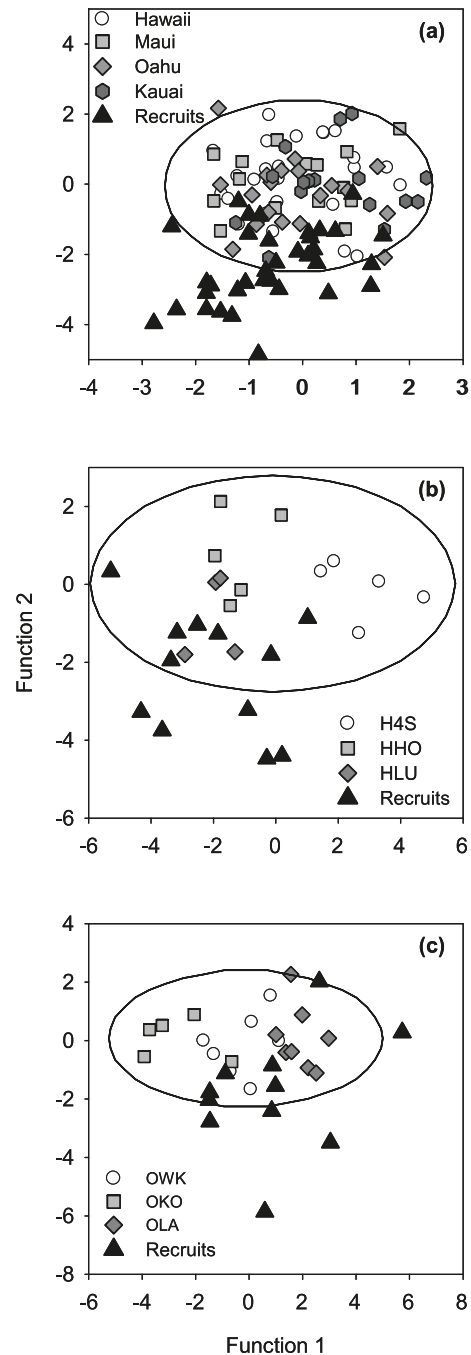 Hawaii
(a)
Maui
Oahu
Kauai
Recruits
4
2
0
-2
-4
-4 -3 -2 -1 0 1 2 3
(b)
2
0
-2
-4
-6
Function 2
H4S
HHO
HLU
Recruits
-6 -4 -2 0 2 4 6
(c)
4
2
0
-2
-4
-6
-8
OWK
OKO
OLA
Recruits
-6 -4 -2 0 2 4 6 8
Function 1